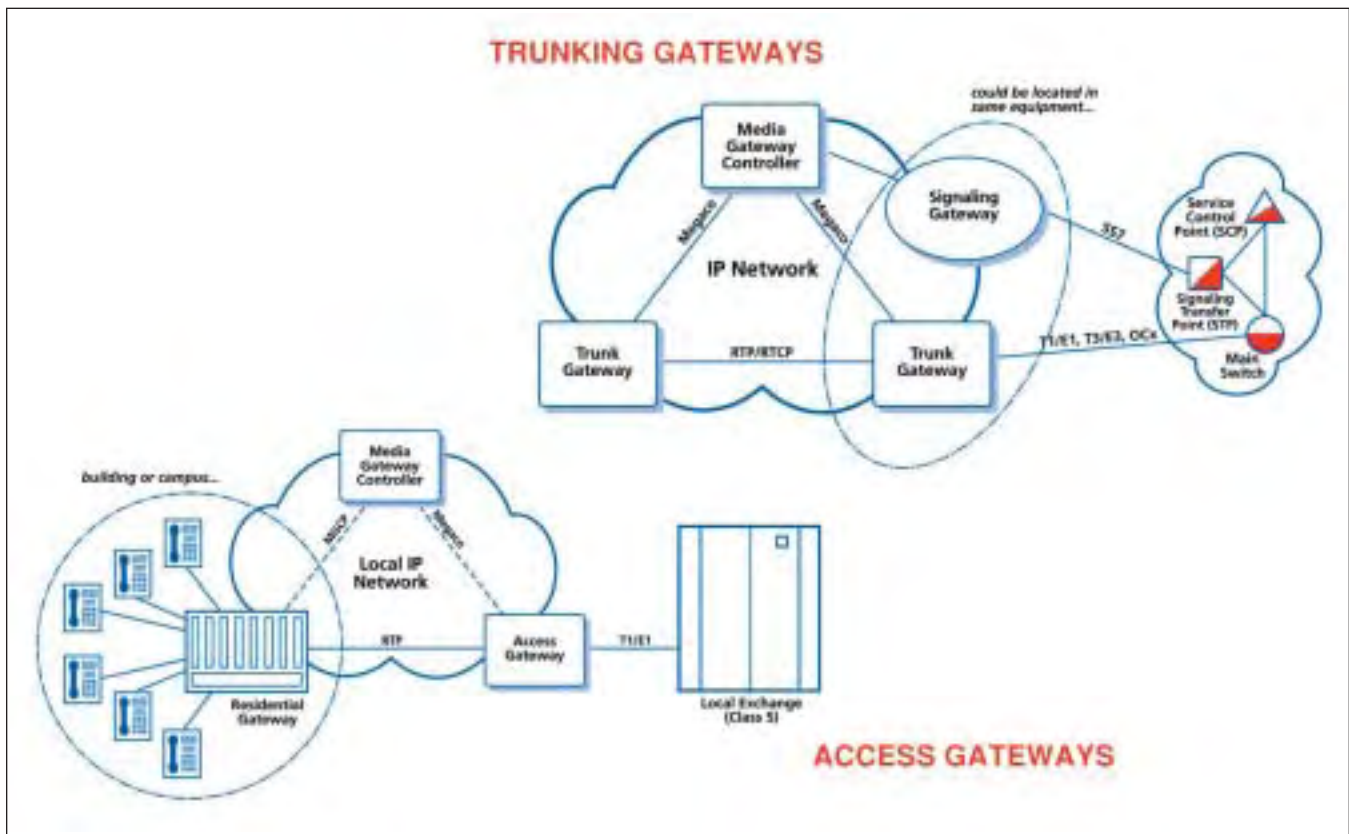 TRUNKING GATEWAYS
could be located in
same equipment...
Media
Gateway
Controller
Signaling
Gateway
Service
Control
Point (SCP)
Megaco
Megaco
SS7
IP Network
Signaling
Transfer
Point (STP)
Trunk
Gateway
RTP/RTCP
Trunk
Gateway
T1/E1, T3/E3, OCx
Main
Switch
building or campus...
Media
Gateway
Controller
MGCP
Megaco
Local IP
Network
RTP
Access
Gateway
T1/E1
Residential
Gateway
Local Exchange
(Class 5)
ACCESS GATEWAYS